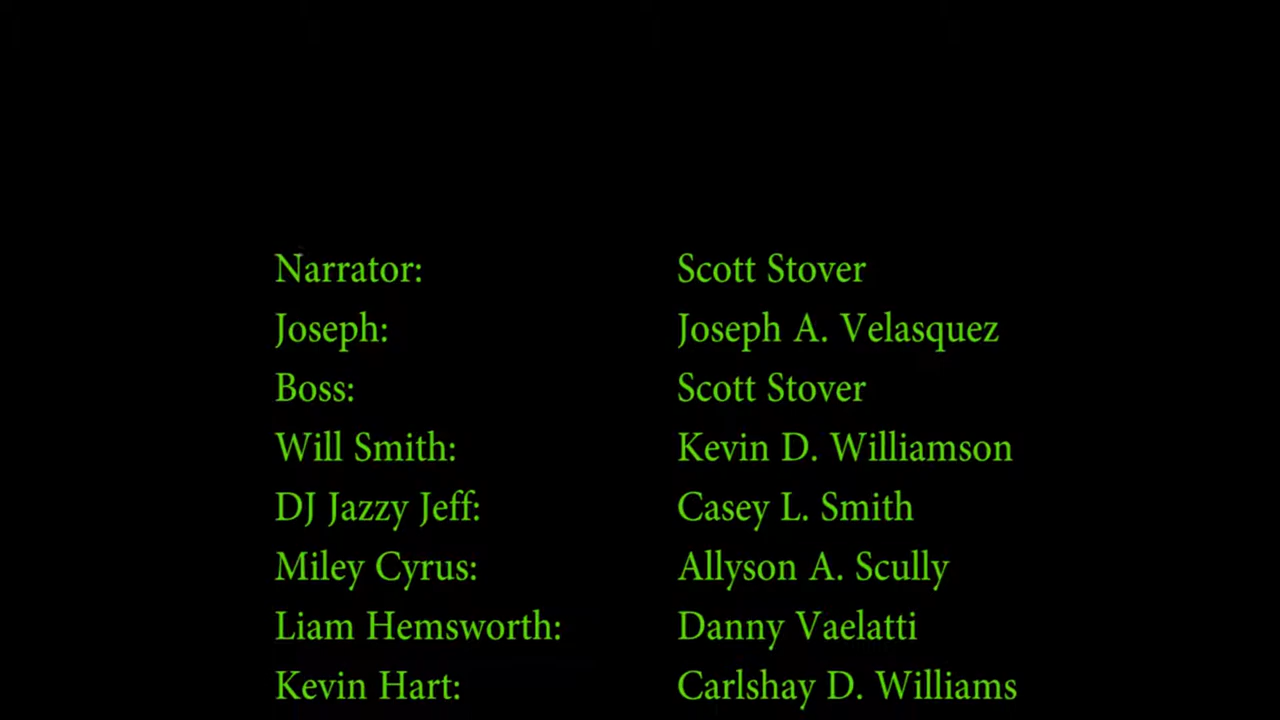 Narrator: Scott Stover
Joseph: Joseph A. Velasquez
Boss: Scott Stover
Will Smith: Kevin D. Williamson
DJ Jazzy Jeff: Casey L. Smith
Miley Cyrus: Allyson A. Scully
Liam Hemsworth: Danny Vaelatti
Kevin Hart: Carlshay D. Williams